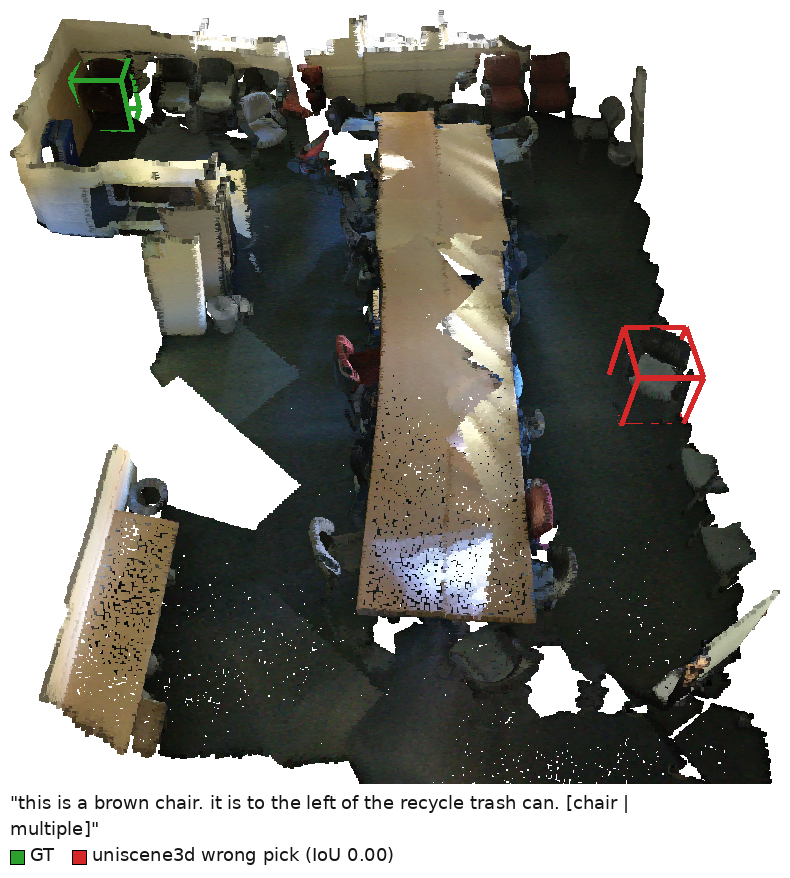 "this is a brown chair. it is to the left of the recycle trash can. [chair |
multiple]"
GT uniscene3d wrong pick (IoU 0.00)